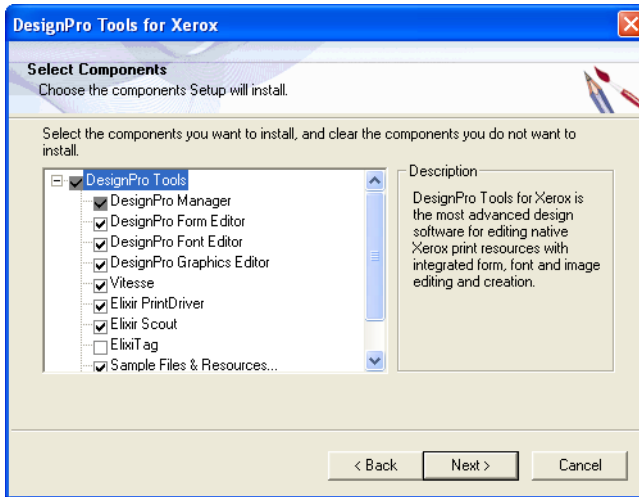 DesignPro Tools for Xerox
Select Components
Choose the components Setup will install.
Select the components you want to install, and clear the components you do not want to
install.
DesignPro Tools
DesignPro Manager
DesignPro Form Editor
DesignPro Font Editor
DesignPro Graphics Editor
Vitesse
Elixir PrintDriver
Elixir Scout
ElixiTag
Sample Files & Resources...
Description
DesignPro Tools for Xerox is
the most advanced design
software for editing native
Xerox print resources with
integrated form, font and image
editing and creation.
< Back
Next >
Cancel